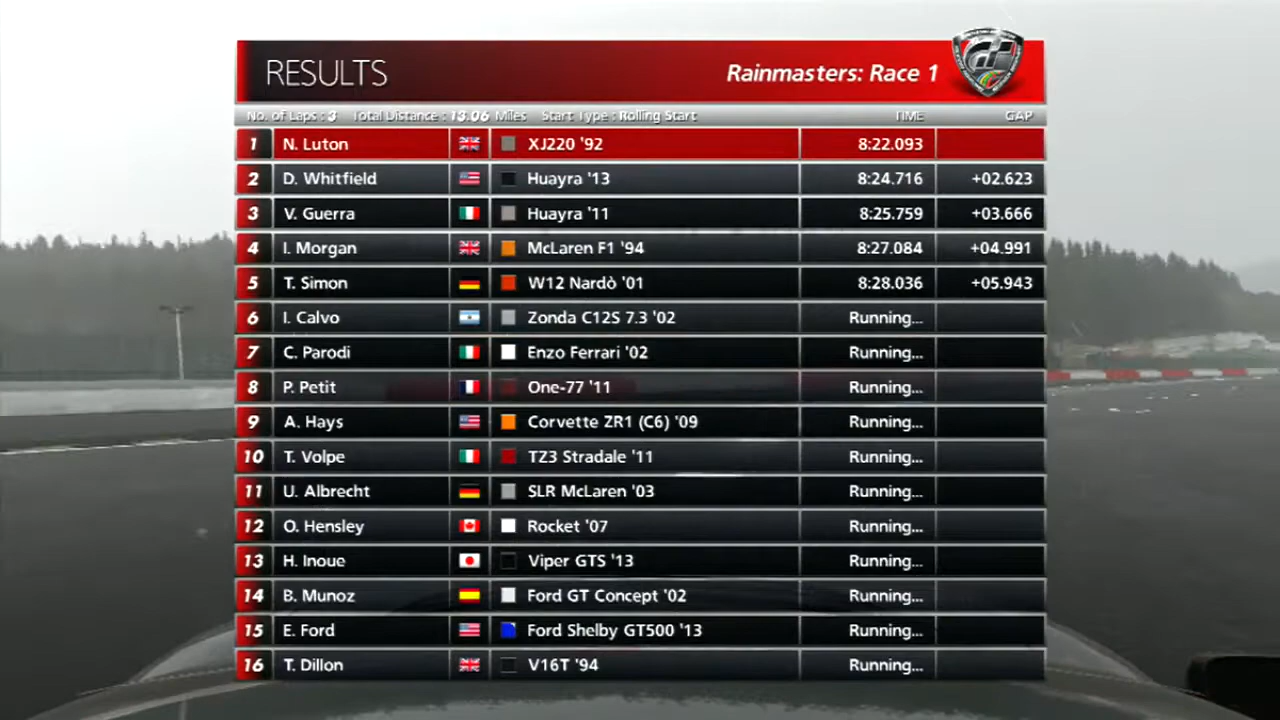 RESULTS
Rainmasters: Race 1
No. of Laps : 3 Total Distance : 13.06 Miles Start Type : Rolling Start TIME GAP
1 N. Luton XJ220 '92 8:22.093
2 D. Whitfield Huayra '13 8:24.716 +02.623
3 V. Guerra Huayra '11 8:25.759 +03.666
4 I. Morgan McLaren F1 '94 8:27.084 +04.991
5 T. Simon W12 Nardò '01 8:28.036 +05.943
6 I. Calvo Zonda C12S 7.3 '02 Running...
7 C. Parodi Enzo Ferrari '02 Running...
8 P. Petit One-77 '11 Running...
9 A. Hays Corvette ZR1 (C6) '09 Running...
10 T. Volpe TZ3 Stradale '11 Running...
11 U. Albrecht SLR McLaren '03 Running...
12 O. Hensley Rocket '07 Running...
13 H. Inoue Viper GTS '13 Running...
14 B. Munoz Ford GT Concept '02 Running...
15 E. Ford Ford Shelby GT500 '13 Running...
16 T. Dillon V16T '94 Running...